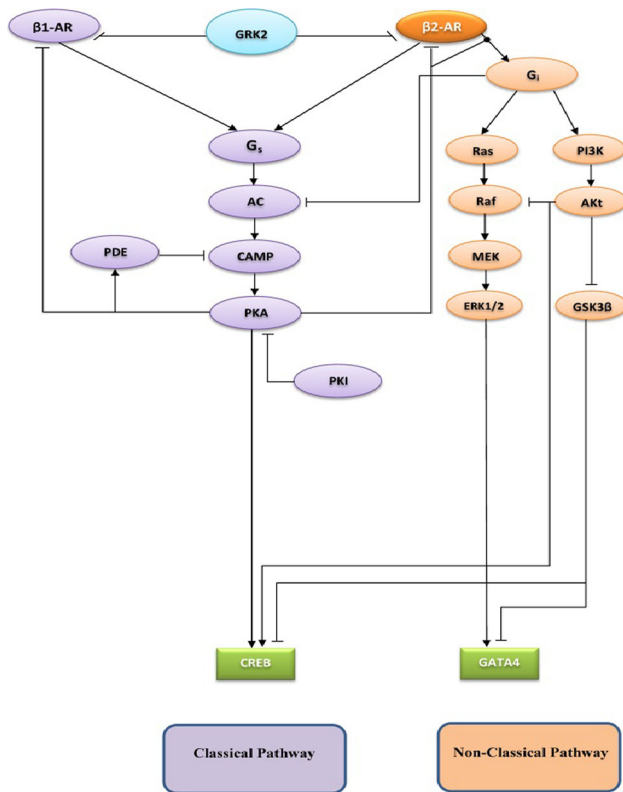 β1-AR
GRK2
β2-AR
Gi
Gs
Ras
PI3K
AC
Raf
AKt
PDE
CAMP
MEK
PKA
ERK1/2
GSK3β
PKI
CREB
GATA4
Classical Pathway
Non-Classical Pathway